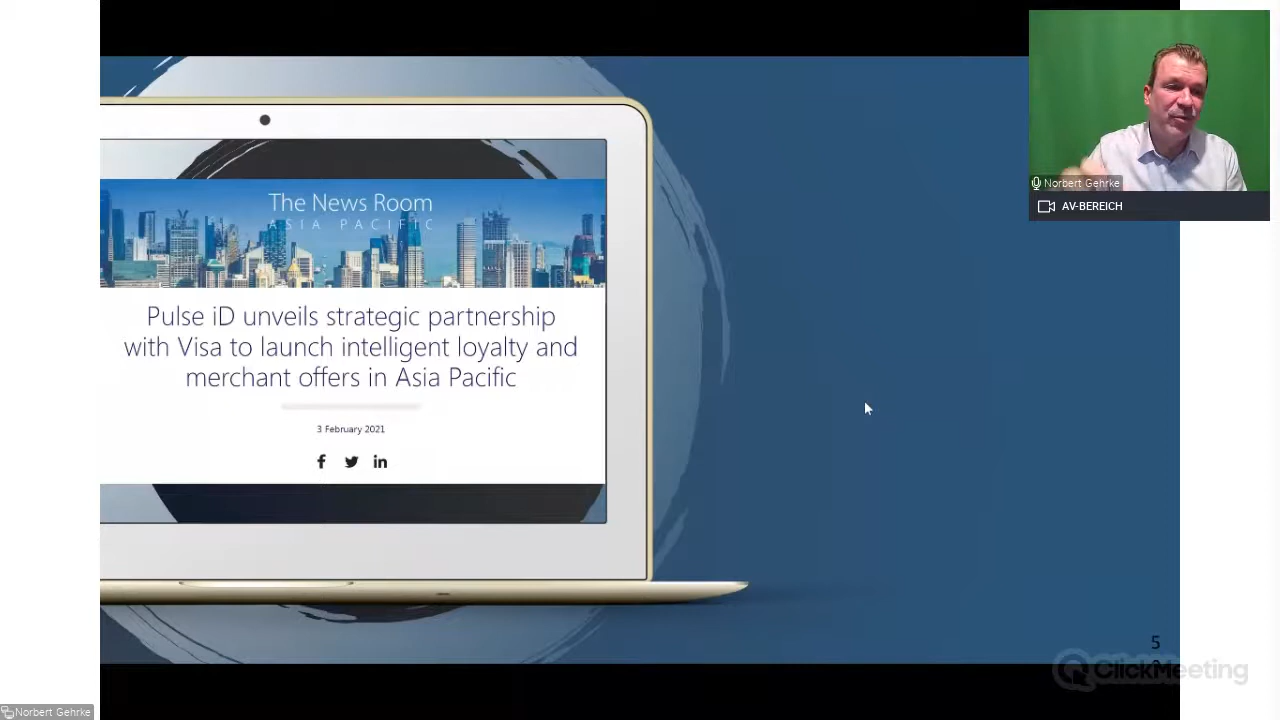 The News Room
ASIA PACIFIC
Pulse iD unveils strategic partnership
with Visa to launch intelligent loyalty and
merchant offers in Asia Pacific
3 February 2021
Norbert Gehrke
AV-BEREICH
5
ClickMeeting
Norbert Gehrke